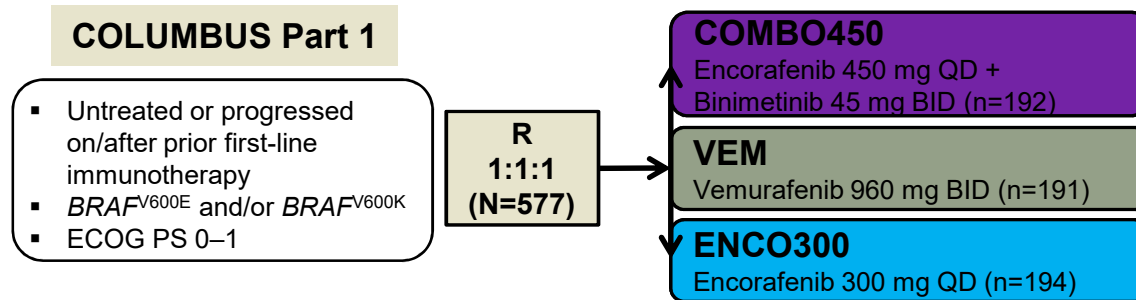 COLUMBUS Part 1
▪ Untreated or progressed
on/after prior first-line
immunotherapy
▪ BRAFV600E and/or BRAFV600K
▪ ECOG PS 0–1
R
1:1:1
(N=577)
COMBO450
Encorafenib 450 mg QD +
Binimetinib 45 mg BID (n=192)
VEM
Vemurafenib 960 mg BID (n=191)
ENCO300
Encorafenib 300 mg QD (n=194)